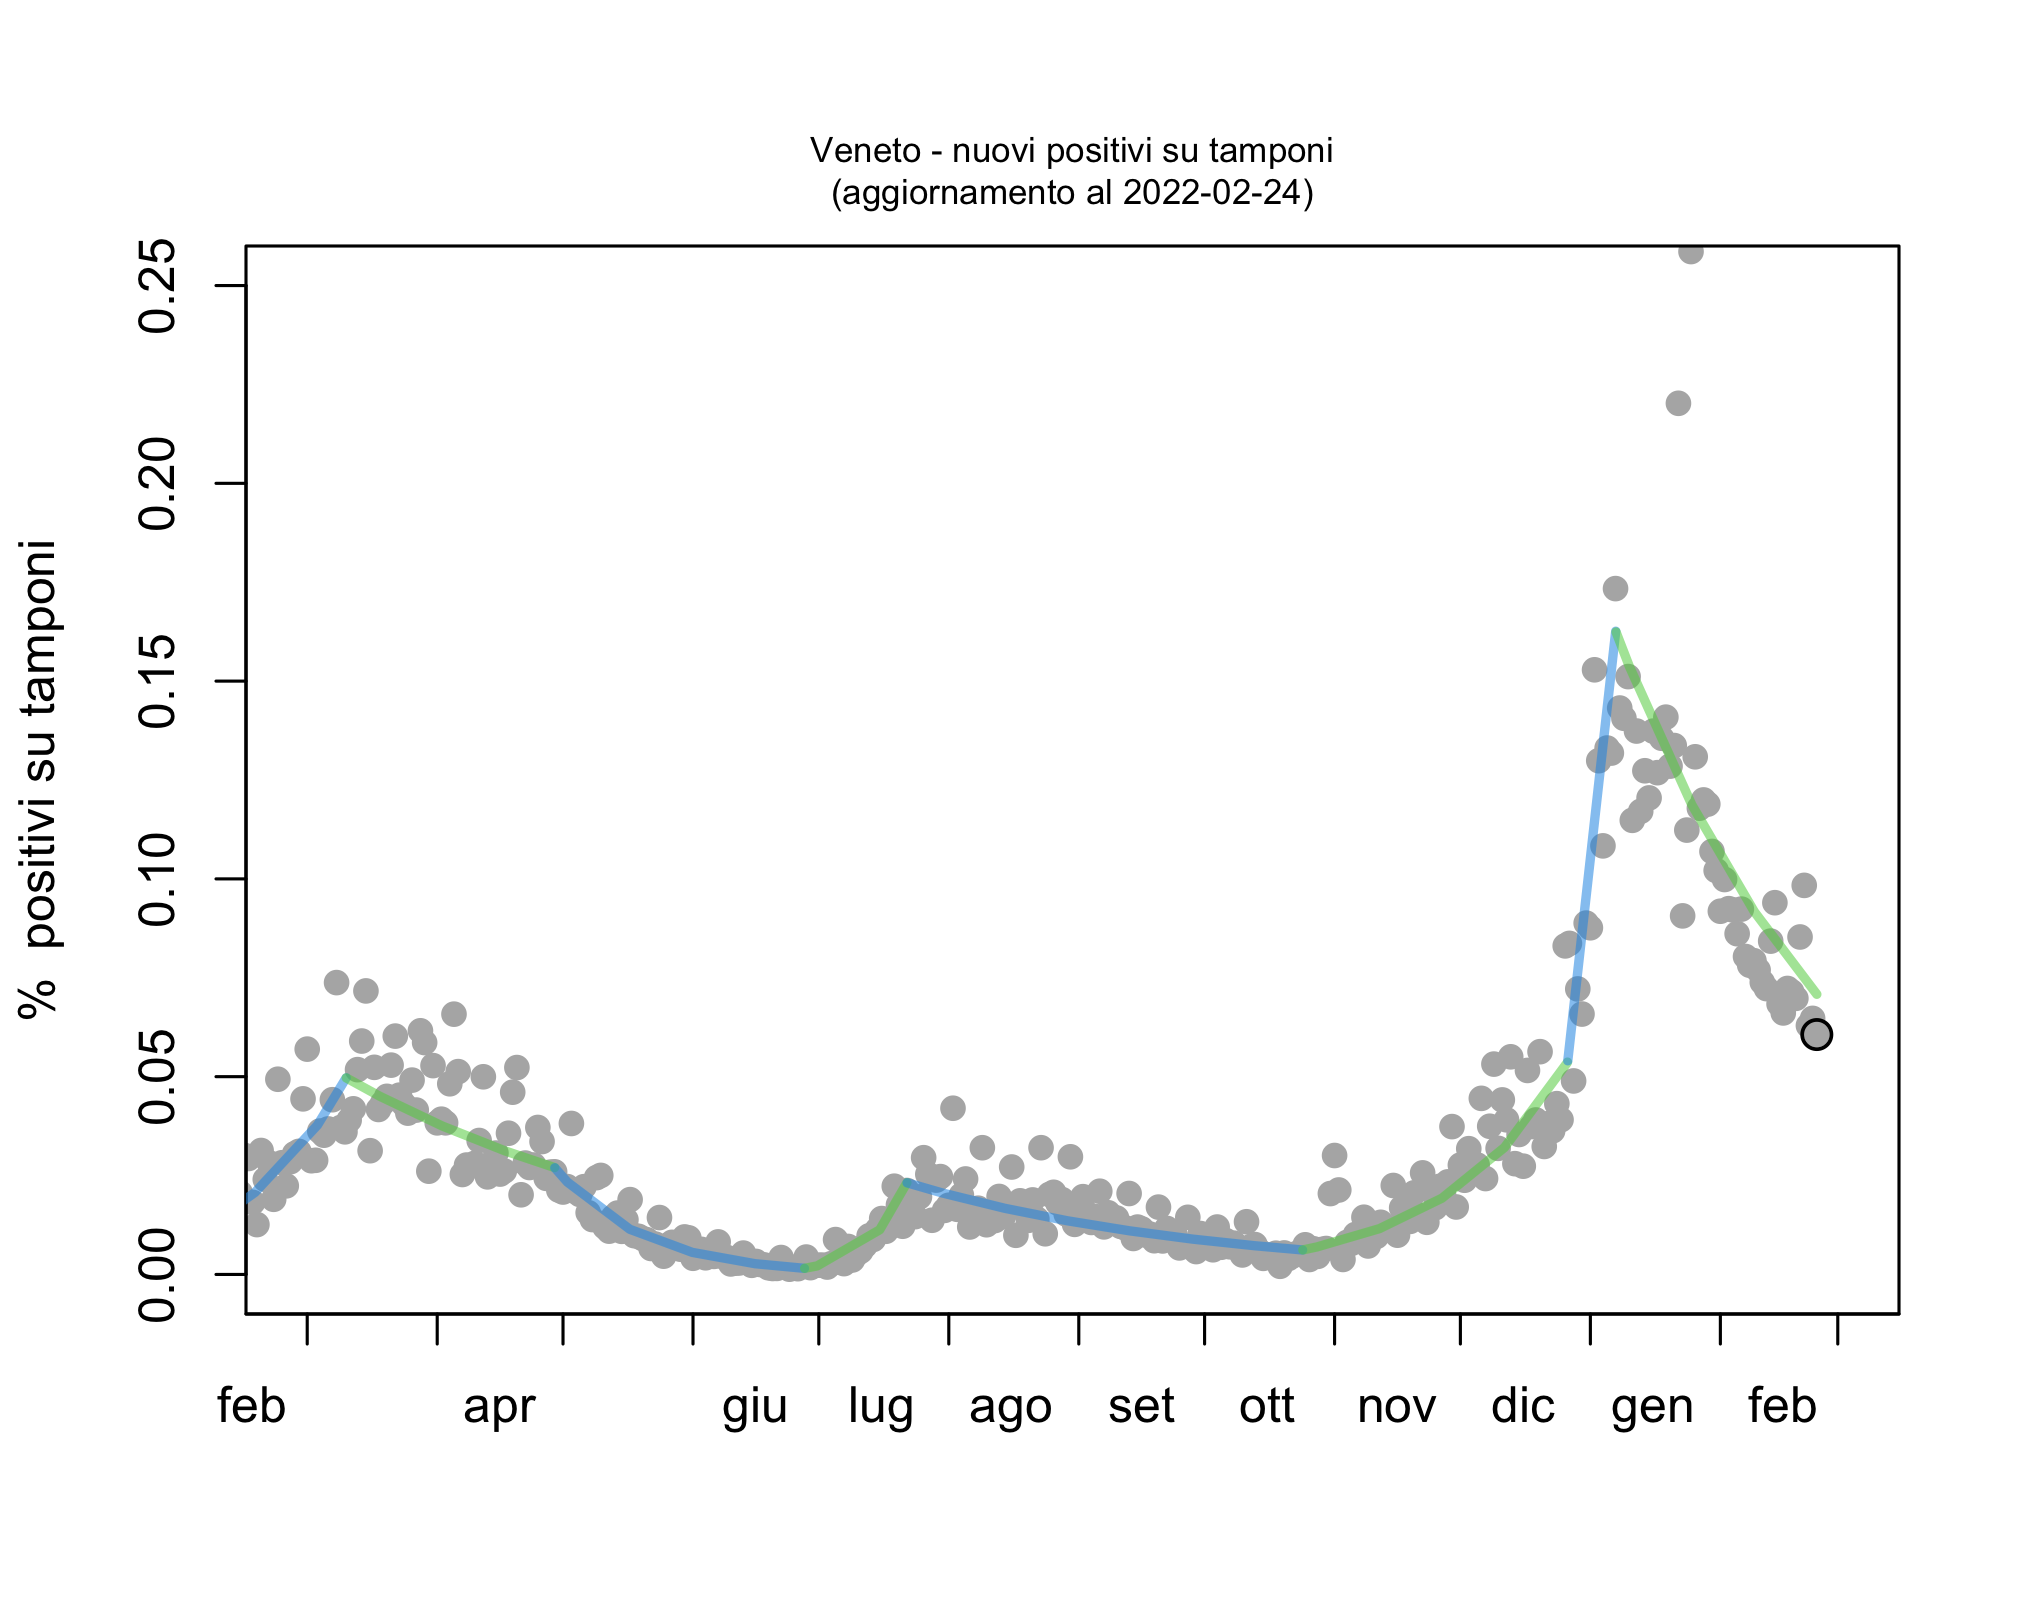 Veneto - nuovi positivi su tamponi
(aggiornamento al 2022-02-24)
% positivi su tamponi
0.25
0.20
0.15
0.10
0.05
0.00
feb apr giu lug ago set ott nov dic gen feb